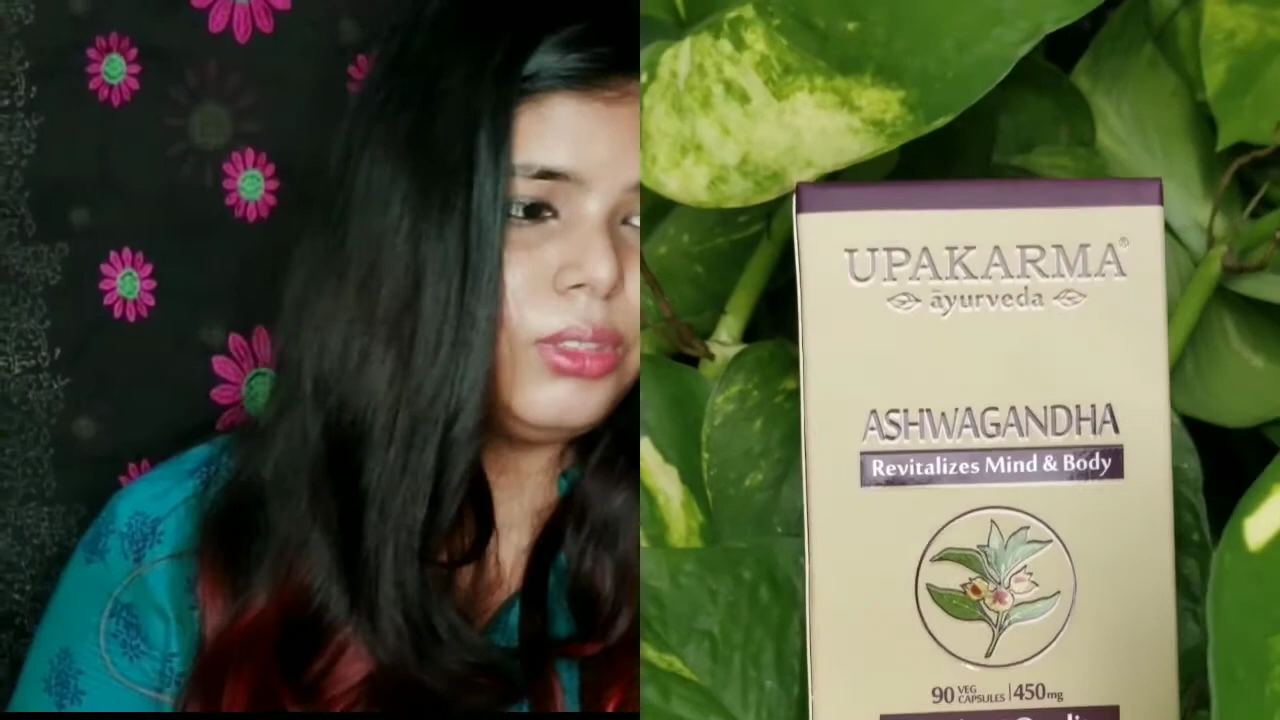 UPAKARMA®
āyurveda
ASHWAGANDHA
Revitalizes Mind & Body
90 VEG CAPSULES | 450mg